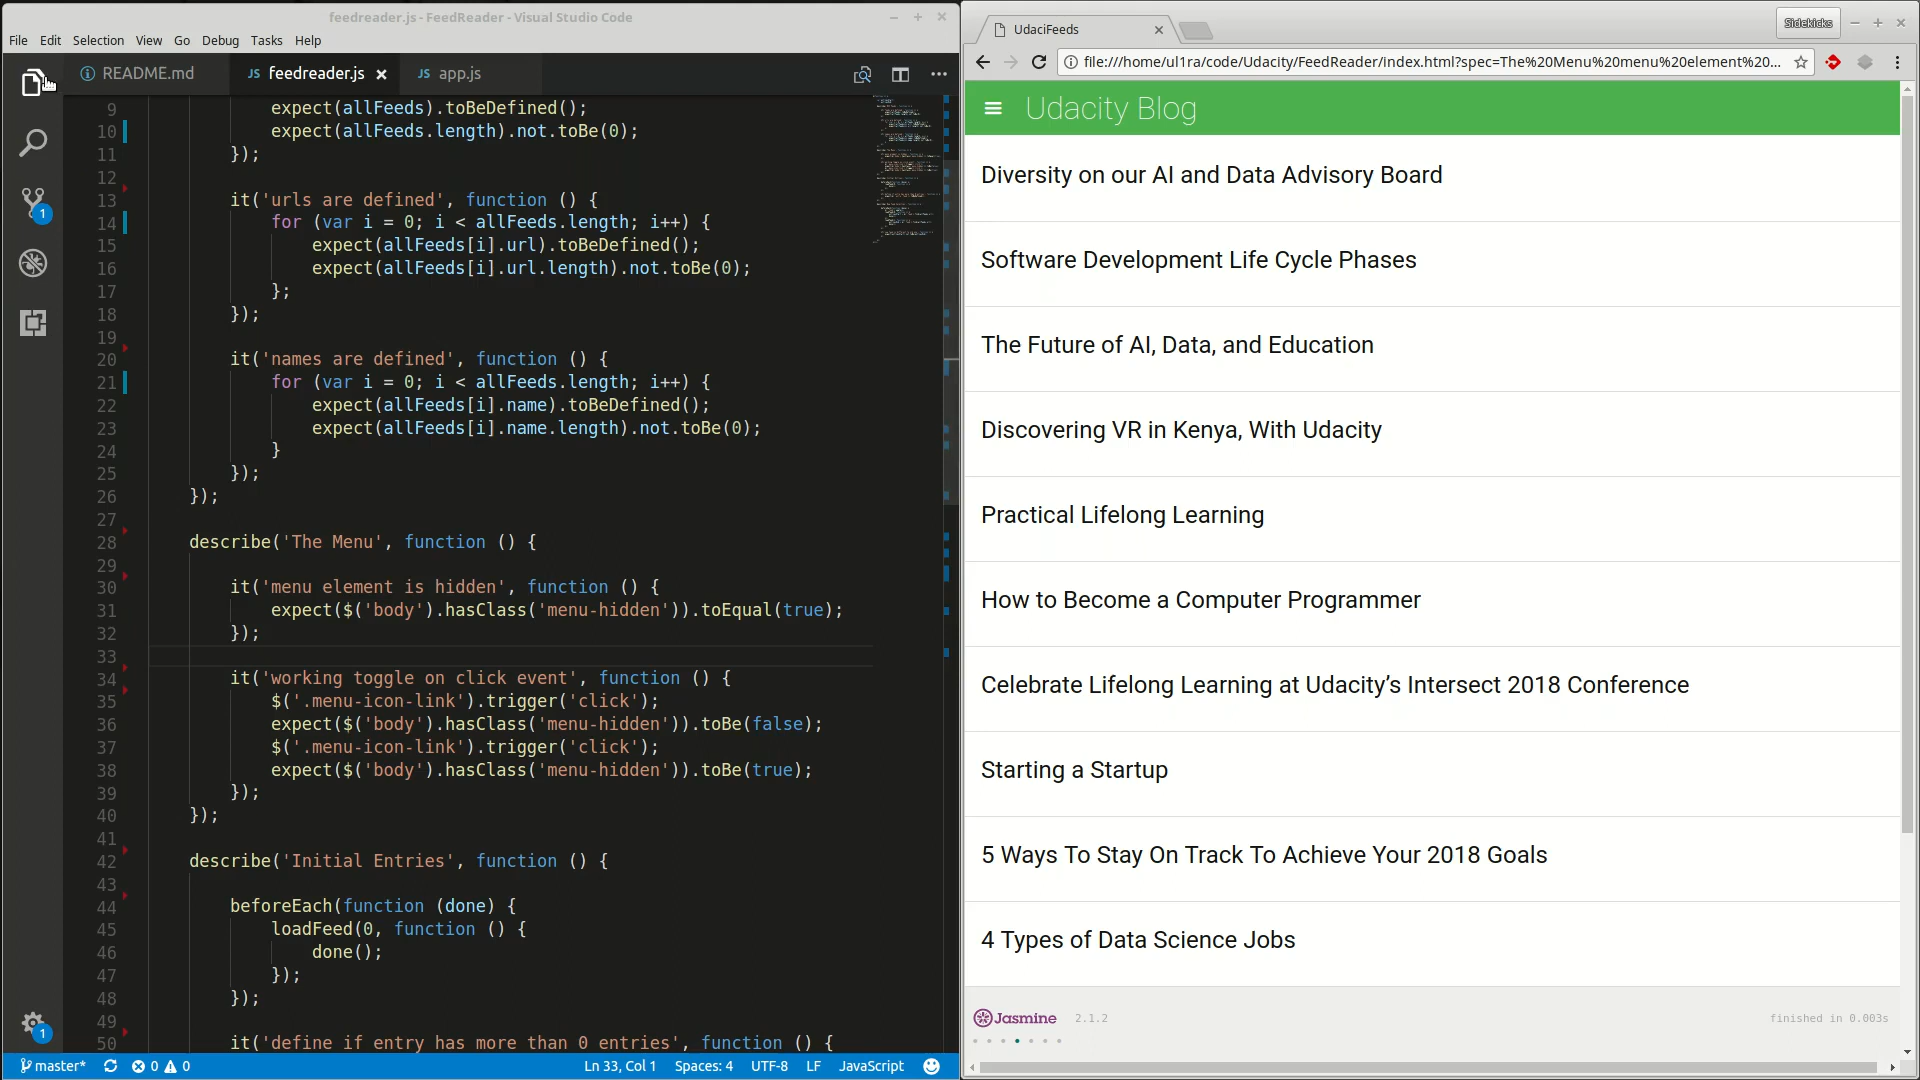 feedreader.js - FeedReader - Visual Studio Code
File Edit Selection View Go Debug Tasks Help
README.md
JS feedreader.js
JS app.js
9 expect(allFeeds).toBeDefined();
10 expect(allFeeds.length).not.toBe(0);
11 });
12
13 it('urls are defined', function () {
14 for (var i = 0; i < allFeeds.length; i++) {
15 expect(allFeeds[i].url).toBeDefined();
16 expect(allFeeds[i].url.length).not.toBe(0);
17 };
18 });
19
20 it('names are defined', function () {
21 for (var i = 0; i < allFeeds.length; i++) {
22 expect(allFeeds[i].name).toBeDefined();
23 expect(allFeeds[i].name.length).not.toBe(0);
24 }
25 });
26 });
27
28 describe('The Menu', function () {
29
30 it('menu element is hidden', function () {
31 expect($('body').hasClass('menu-hidden')).toEqual(true);
32 });
33
34 it('working toggle on click event', function () {
35 $('.menu-icon-link').trigger('click');
36 expect($('body').hasClass('menu-hidden')).toBe(false);
37 $('.menu-icon-link').trigger('click');
38 expect($('body').hasClass('menu-hidden')).toBe(true);
39 });
40 });
41
42 describe('Initial Entries', function () {
43
44 beforeEach(function (done) {
45 loadFeed(0, function () {
46 done();
47 });
48 });
49
50 it('define if entry has more than 0 entries', function () {
1
1
master* 0 0 Ln 33, Col 1 Spaces: 4 UTF-8 LF JavaScript
UdaciFeeds
Sidekicks
file:///home/ul1ra/code/Udacity/FeedReader/index.html?spec=The%20Menu%20menu%20element%20...
Udacity Blog
Diversity on our AI and Data Advisory Board
Software Development Life Cycle Phases
The Future of AI, Data, and Education
Discovering VR in Kenya, With Udacity
Practical Lifelong Learning
How to Become a Computer Programmer
Celebrate Lifelong Learning at Udacity’s Intersect 2018 Conference
Starting a Startup
5 Ways To Stay On Track To Achieve Your 2018 Goals
4 Types of Data Science Jobs
Jasmine 2.1.2 finished in 0.003s